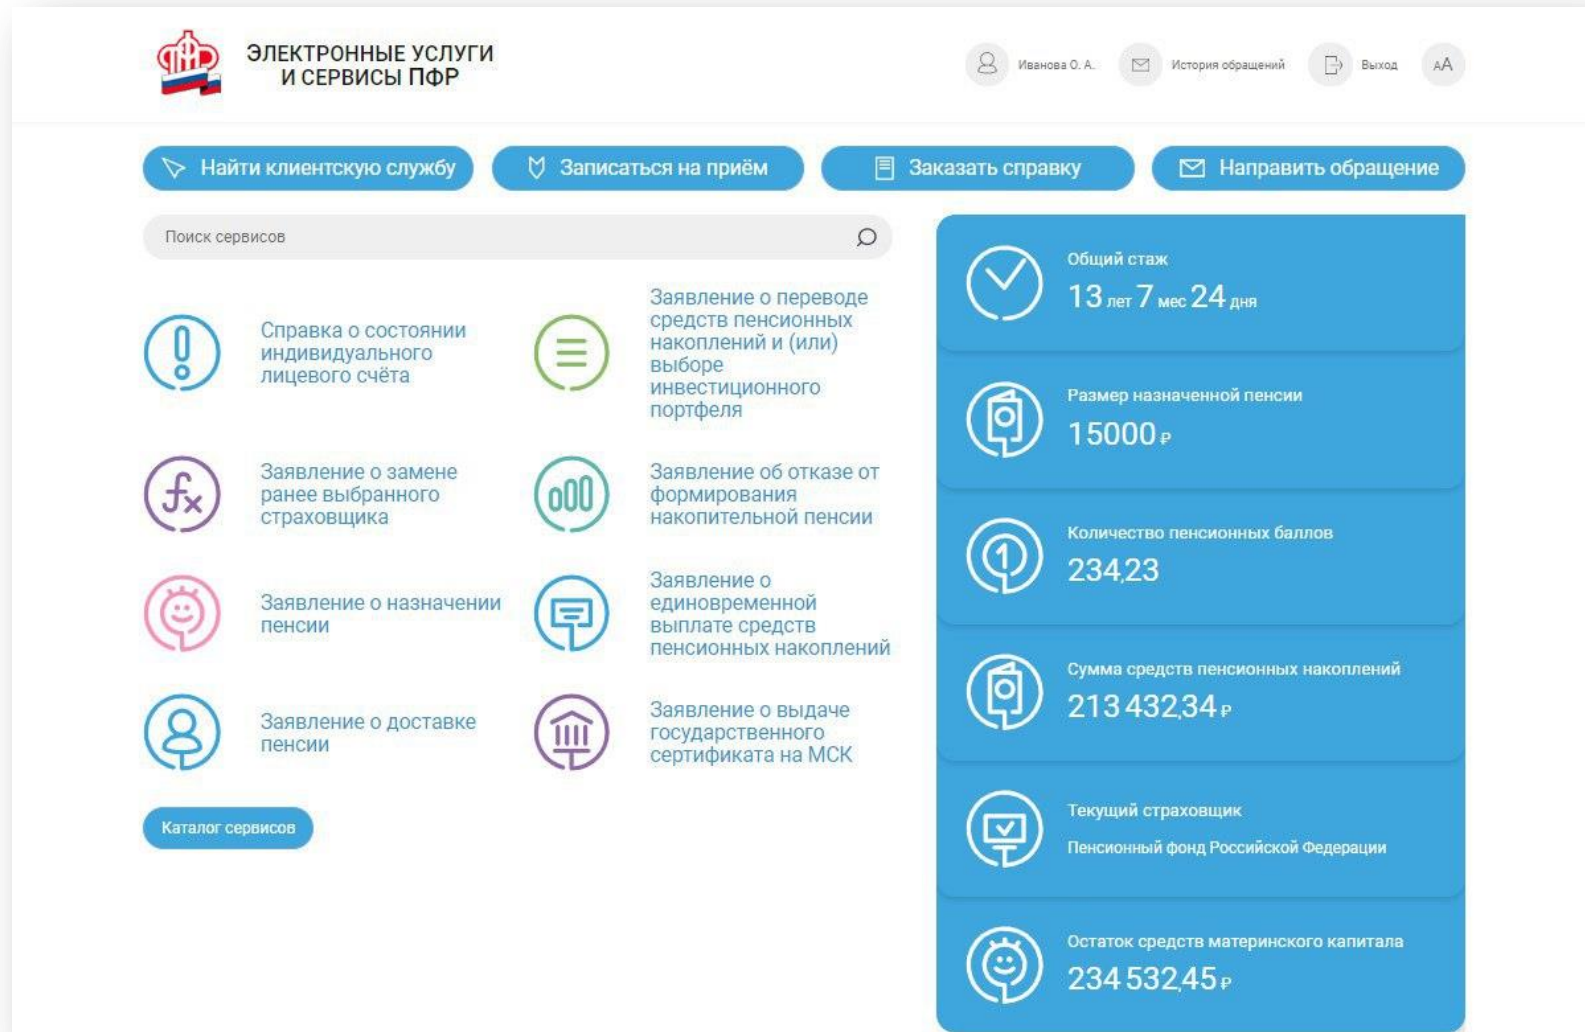 ПФР
ЭЛЕКТРОННЫЕ УСЛУГИ
И СЕРВИСЫ ПФР
Иванова О. А.
История обращений
Выход
АА
Найти клиентскую службу
Записаться на приём
Заказать справку
Направить обращение
Поиск сервисов
Справка о состоянии
индивидуального
лицевого счёта
Заявление о переводе
средств пенсионных
накоплений и (или)
выборе
инвестиционного
портфеля
Заявление о замене
ранее выбранного
страховщика
Заявление об отказе от
формирования
накопительной пенсии
Заявление о назначении
пенсии
Заявление о
единовременной
выплате средств
пенсионных накоплений
Заявление о доставке
пенсии
Заявление о выдаче
государственного
сертификата на МСК
Каталог сервисов
Общий стаж
13 лет 7 мес 24 дня
Размер назначенной пенсии
15000 ₽
Количество пенсионных баллов
234,23
Сумма средств пенсионных накоплений
213 432,34 ₽
Текущий страховщик
Пенсионный фонд Российской Федерации
Остаток средств материнского капитала
234 532,45 ₽